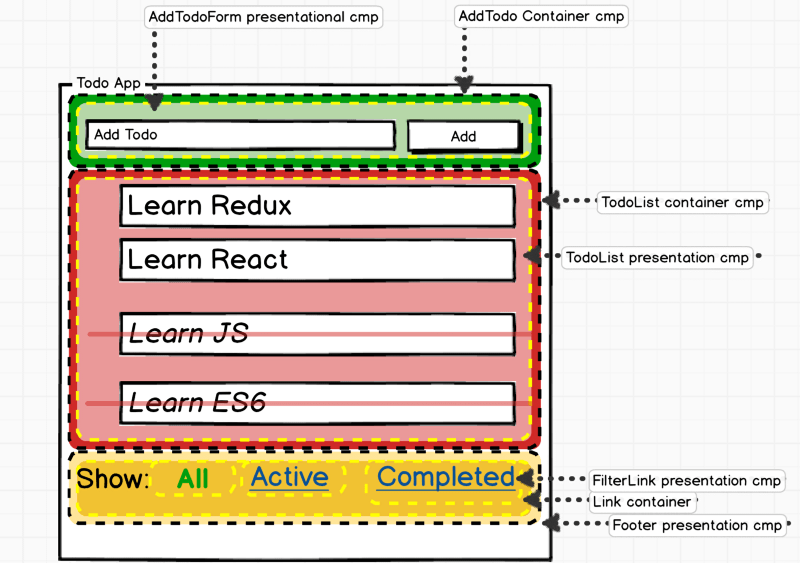 AddTodoForm presentational cmp
AddTodo Container cmp
Todo App
Add Todo
Add
Learn Redux
TodoList container cmp
Learn React
TodoList presentation cmp
Learn JS
Learn ES6
Show: All Active Completed
FilterLink presentation cmp
Link container
Footer presentation cmp